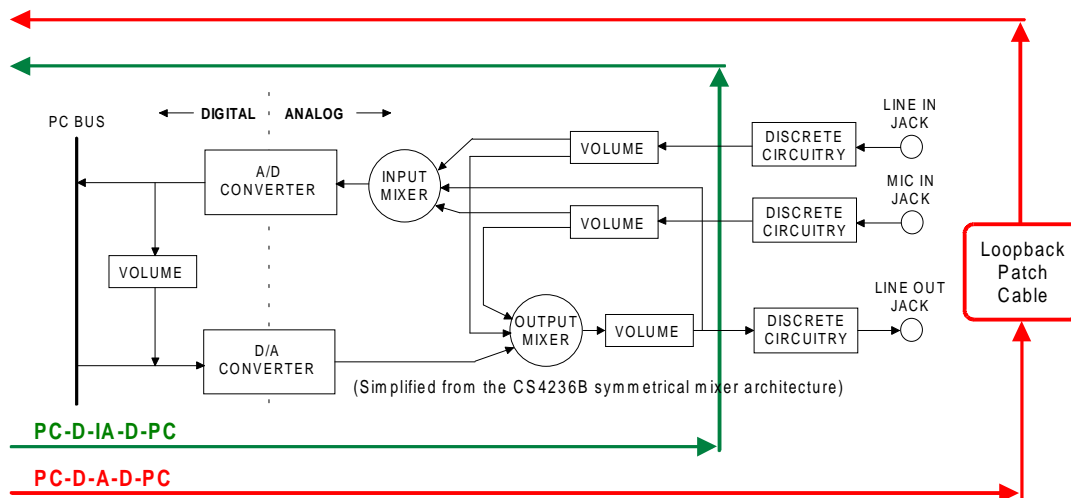 DIGITAL
ANALOG
PC BUS
LINE IN
JACK
DISCRETE
CIRCUITRY
VOLUME
A/D
CONVERTER
INPUT
MIXER
MIC IN
JACK
DISCRETE
CIRCUITRY
VOLUME
Loopback
Patch
Cable
VOLUME
LINE OUT
JACK
OUTPUT
MIXER
VOLUME
DISCRETE
CIRCUITRY
D/A
CONVERTER
(Simplified from the CS4236B symmetrical mixer architecture)
PC-D-IA-D-PC
PC-D-A-D-PC